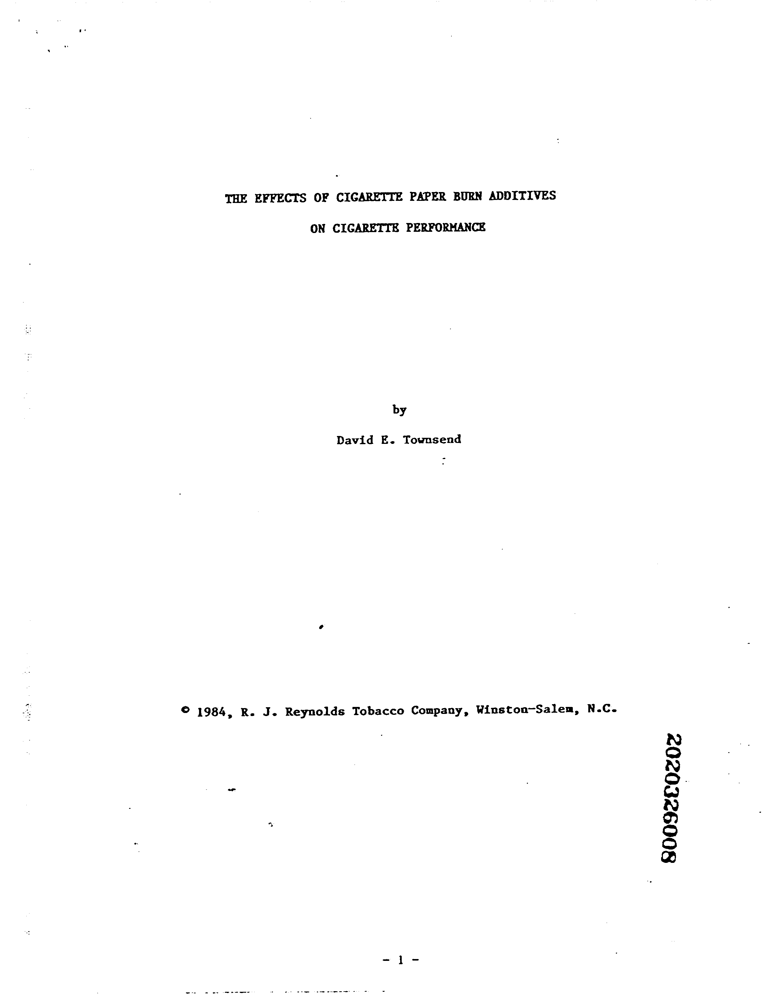 THE EFFECTS OF CIGARETTE PAPER BURN ADDITIVES
ON CIGARETTE PERFORMANCE
by
David E. Townsend
© 1984, R. J. Reynolds Tobacco Company, Winston-Salem, N.C.
2020326008
- 1 -